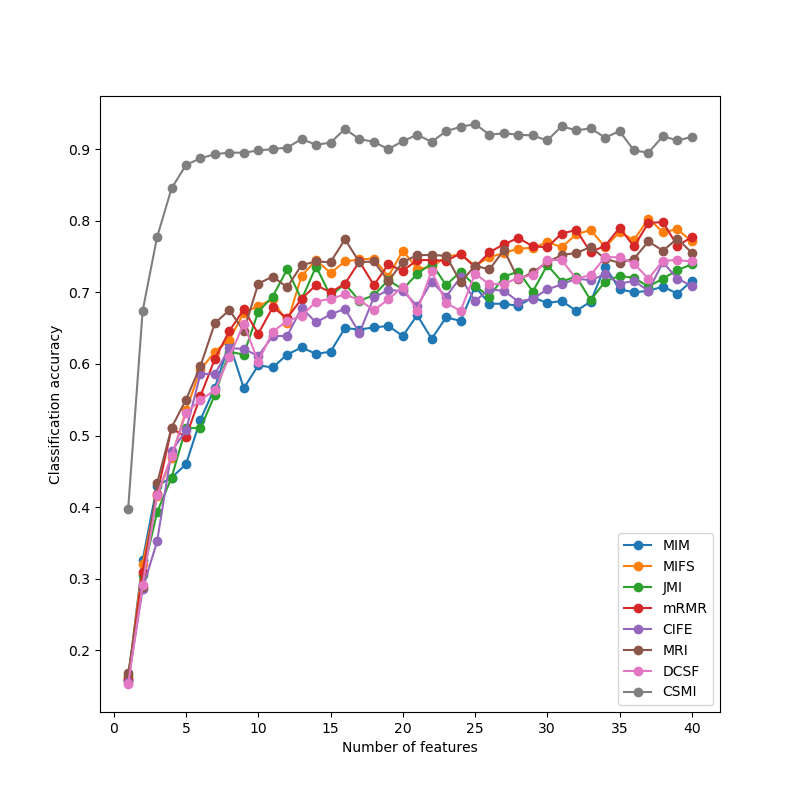 0.9
0.8
0.7
0.6
0.5
0.4
0.3
0.2
Classification accuracy
MIM
MIFS
JMI
mRMR
CIFE
MRI
DCSF
CSMI
0 5 10 15 20 25 30 35 40
Number of features